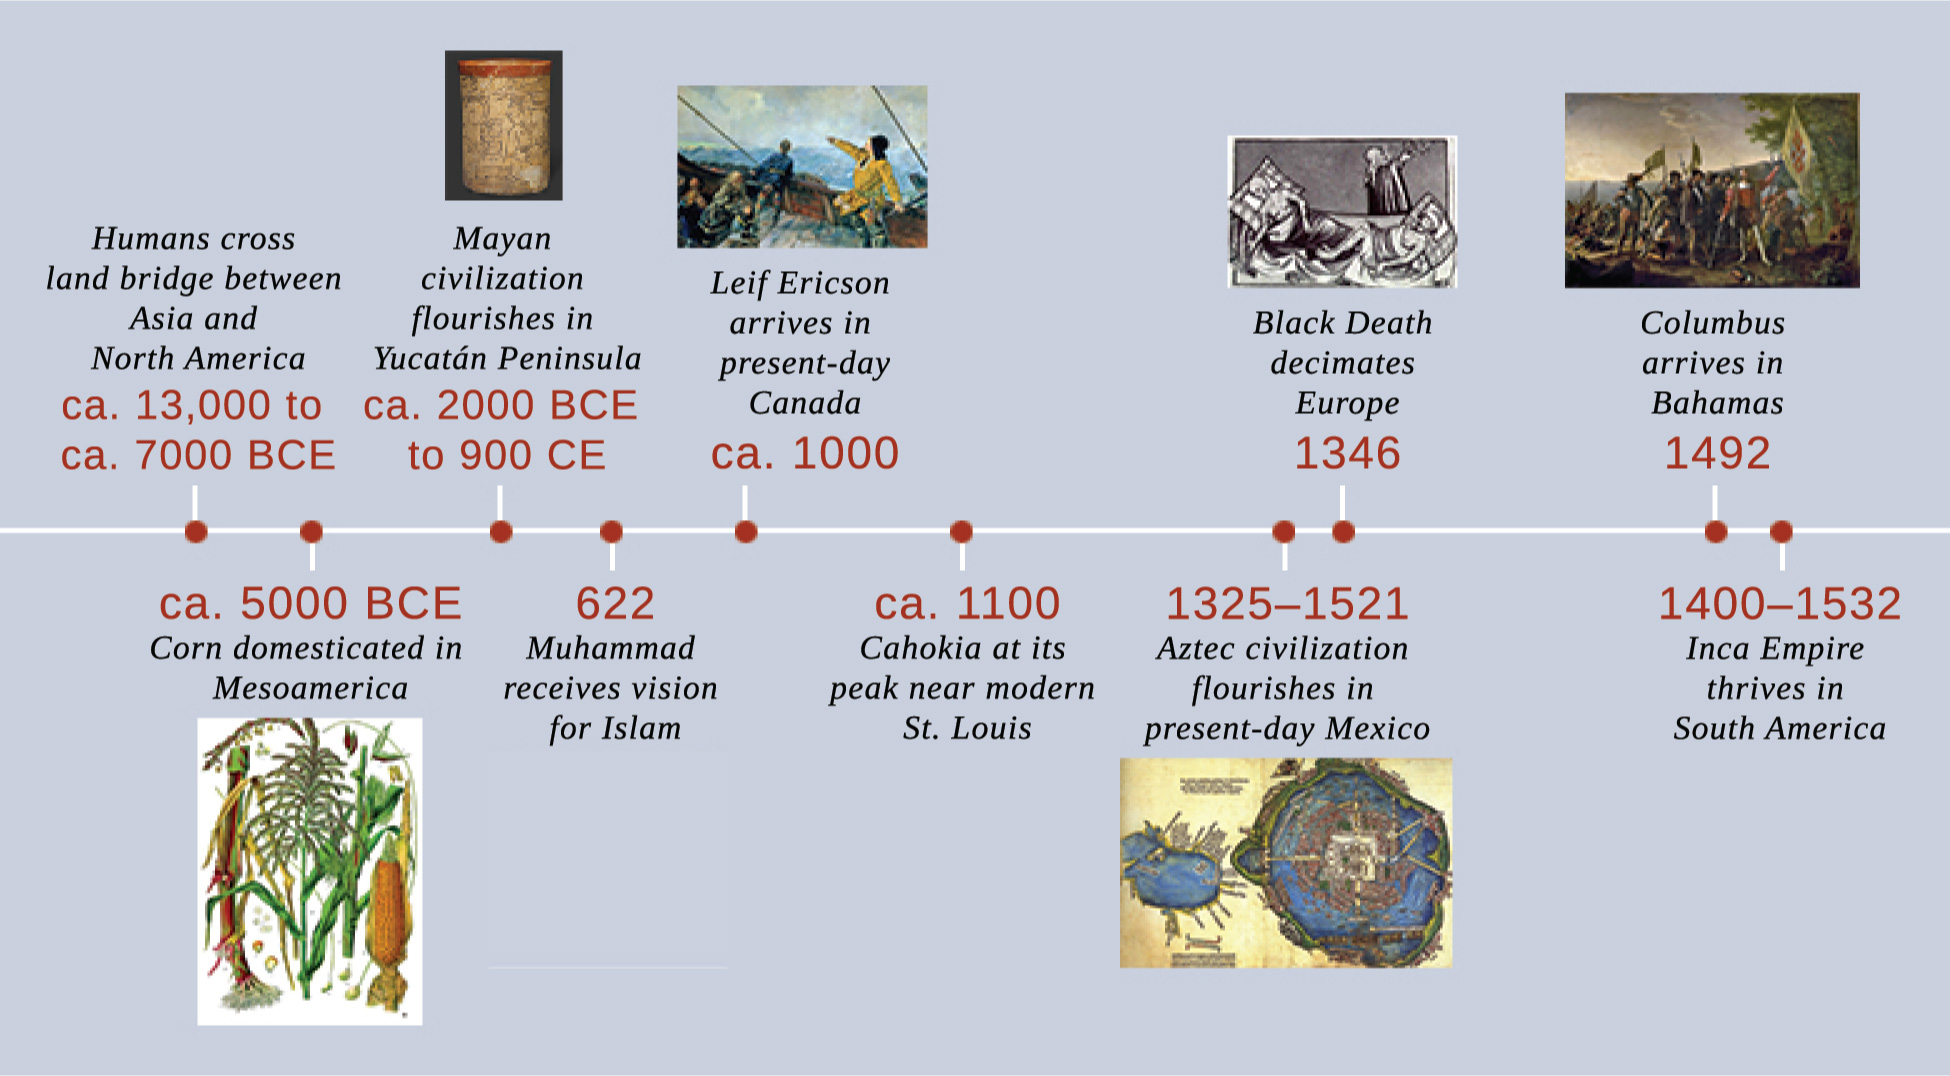 Humans cross
land bridge between
Asia and
North America
ca. 13,000 to
ca. 7000 BCE
Mayan
civilization
flourishes in
Yucatán Peninsula
ca. 2000 BCE
to 900 CE
Leif Ericson
arrives in
present-day
Canada
ca. 1000
Black Death
decimates
Europe
1346
Columbus
arrives in
Bahamas
1492
ca. 5000 BCE
Corn domesticated in
Mesoamerica
622
Muhammad
receives vision
for Islam
ca. 1100
Cahokia at its
peak near modern
St. Louis
1325–1521
Aztec civilization
flourishes in
present-day Mexico
1400–1532
Inca Empire
thrives in
South America